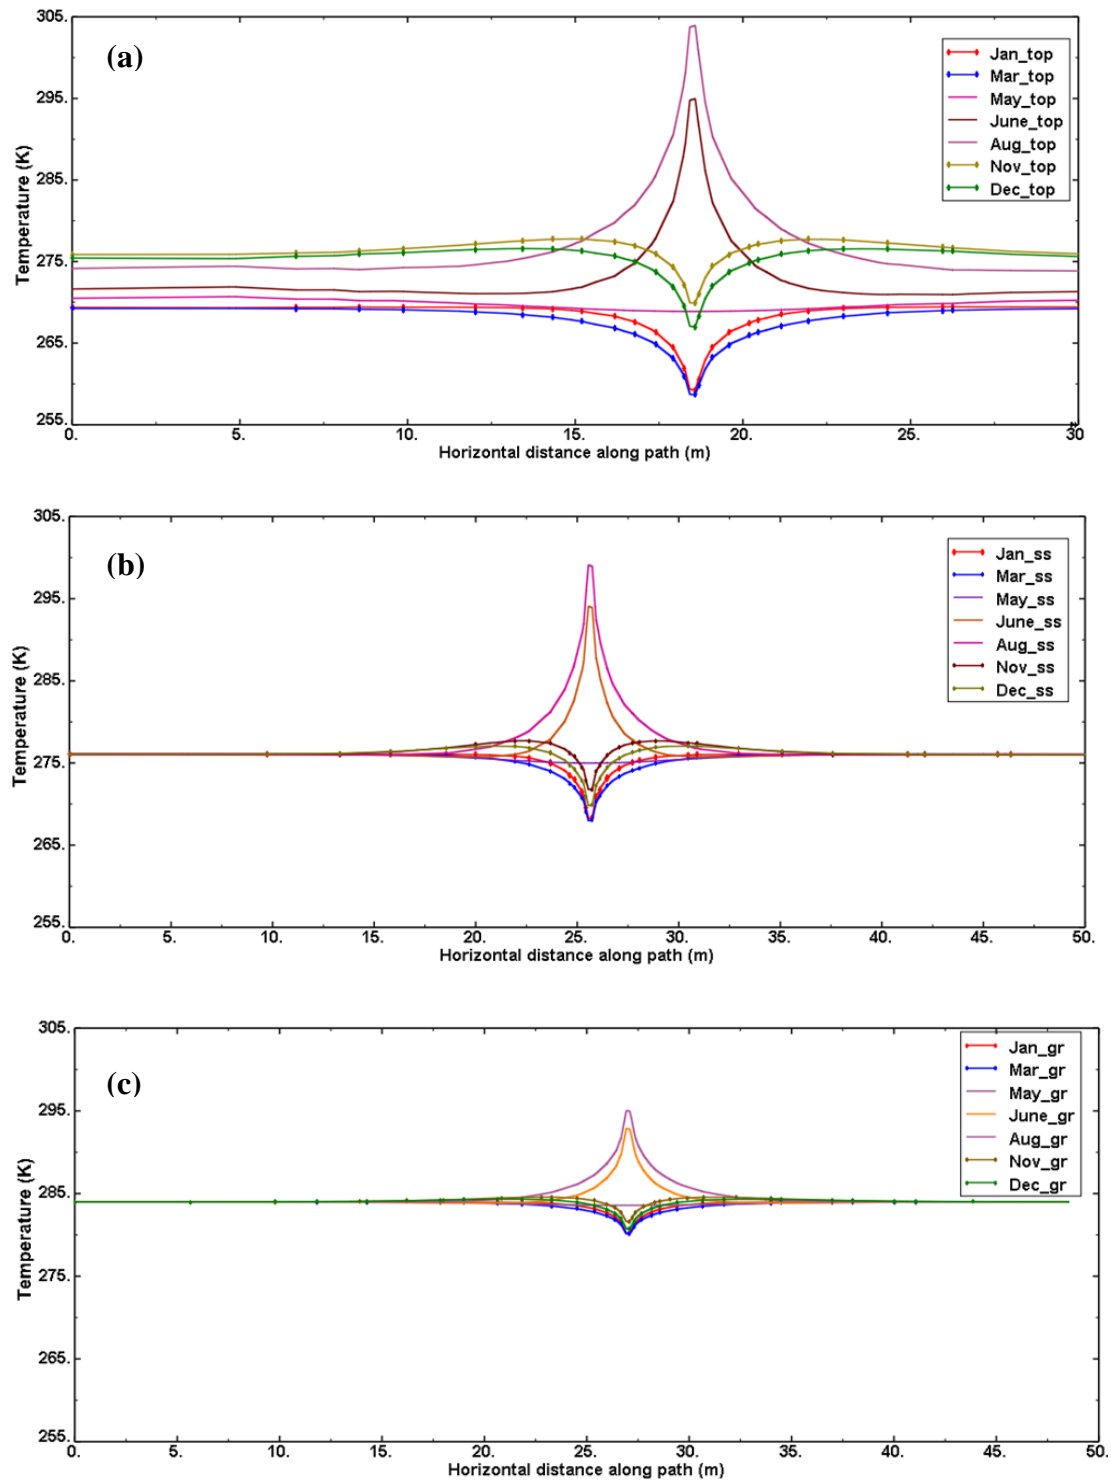 (a)
Temperature (K)
305.
295.
285.
275.
265.
255.
0. 5. 10. 15. 20. 25. 30
Horizontal distance along path (m)
Jan_top
Mar_top
May_top
June_top
Aug_top
Nov_top
Dec_top
(b)
Temperature (K)
305.
295.
285.
275.
265.
255.
0. 5. 10. 15. 20. 25. 30. 35. 40. 45. 50.
Horizontal distance along path (m)
Jan_ss
Mar_ss
May_ss
June_ss
Aug_ss
Nov_ss
Dec_ss
(c)
Temperature (K)
305.
295.
285.
275.
265.
255.
0. 5. 10. 15. 20. 25. 30. 35. 40. 45. 50.
Horizontal distance along path (m)
Jan_gr
Mar_gr
May_gr
June_gr
Aug_gr
Nov_gr
Dec_gr